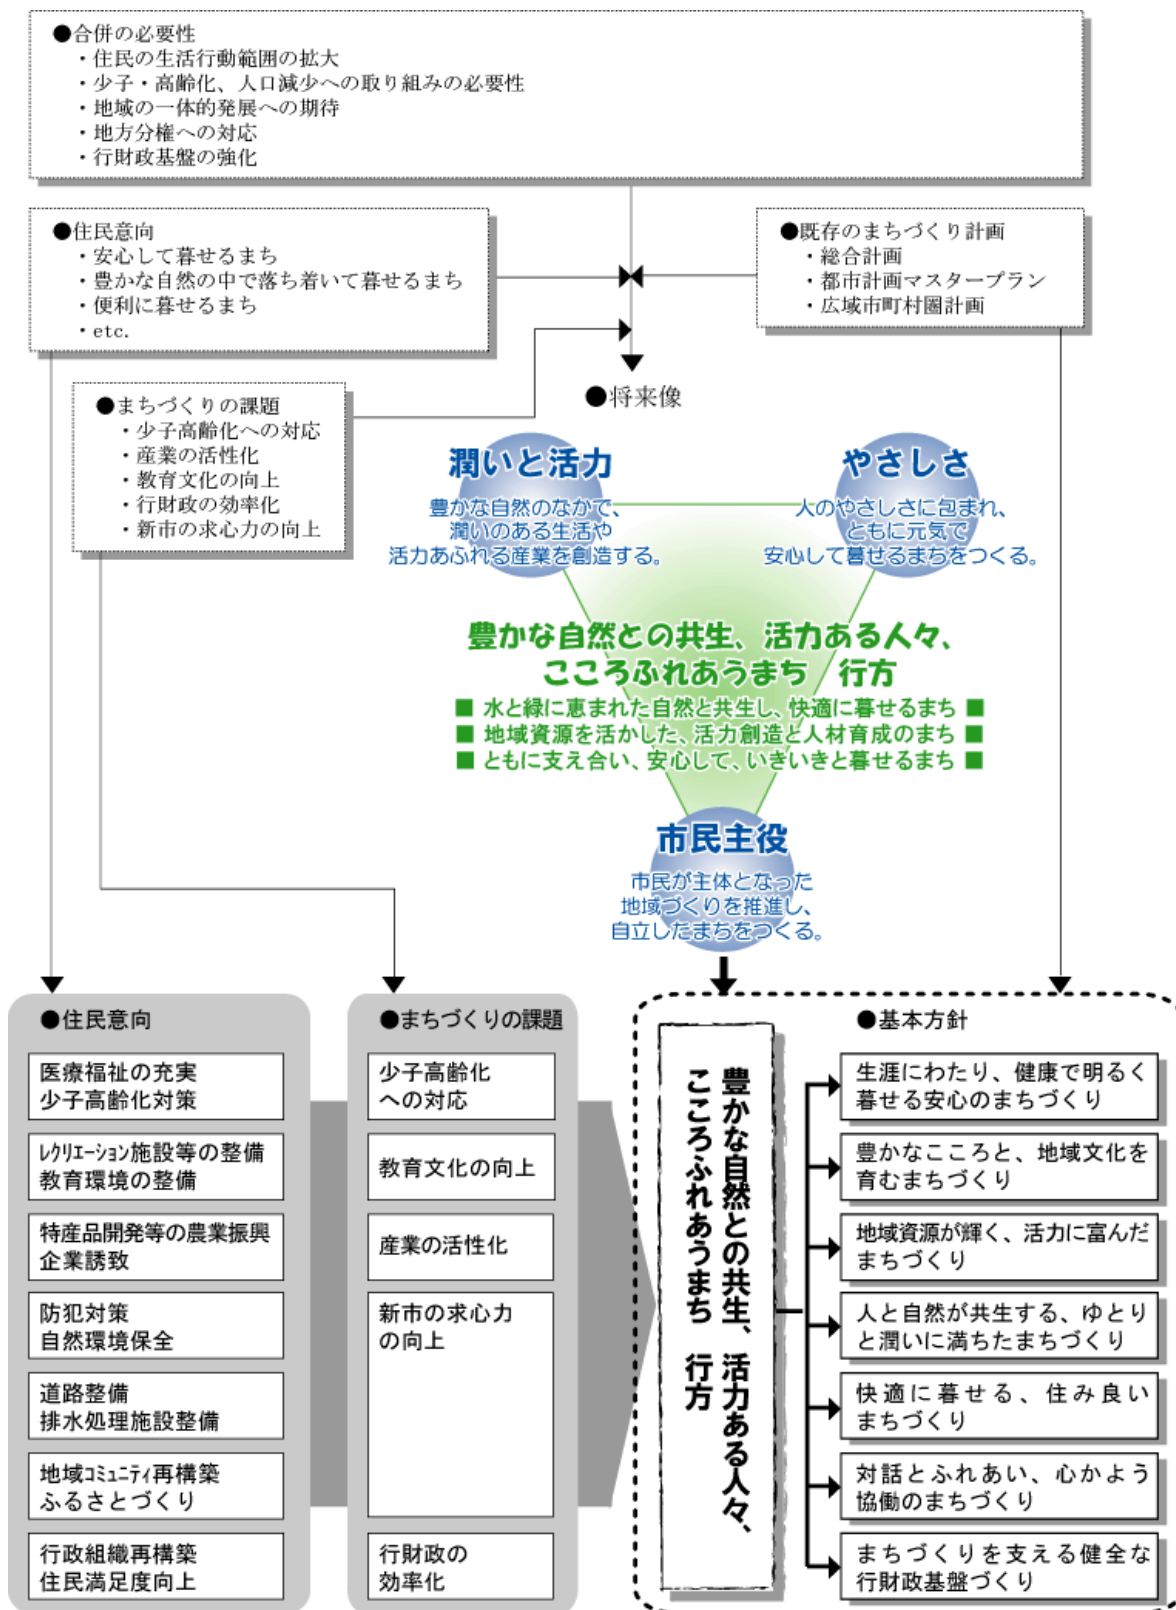 ●合併の必要性
・住民の生活行動範囲の拡大
・少子・高齢化、人口減少への取り組みの必要性
・地域の一体的発展への期待
・地方分権への対応
・行財政基盤の強化
●住民意向
・安心して暮せるまち
・豊かな自然の中で落ち着いて暮せるまち
・便利に暮せるまち
・etc.
●既存のまちづくり計画
・総合計画
・都市計画マスタープラン
・広域市町村圏計画
●まちづくりの課題
・少子高齢化への対応
・産業の活性化
・教育文化の向上
・行財政の効率化
・新市の求心力の向上
●将来像
潤いと活力
豊かな自然のなかで、
潤いのある生活や
活力あふれる産業を創造する。
やさしさ
人のやさしさに包まれ、
ともに元気で
安心して暮せるまちをつくる。
豊かな自然との共生、活力ある人々、
こころふれあうまち　行方
■ 水と緑に恵まれた自然と共生し、快適に暮せるまち ■
■ 地域資源を活かした、活力創造と人材育成のまち ■
■ ともに支え合い、安心して、いきいきと暮せるまち ■
市民主役
市民が主体となった
地域づくりを推進し、
自立したまちをつくる。
●住民意向
医療福祉の充実
少子高齢化対策
ﾚｸﾘｴｰｼｮﾝ施設等の整備
教育環境の整備
特産品開発等の農業振興
企業誘致
防犯対策
自然環境保全
道路整備
排水処理施設整備
地域ｺﾐｭﾆﾃｨ再構築
ふるさとづくり
行政組織再構築
住民満足度向上
●まちづくりの課題
少子高齢化
への対応
教育文化の向上
産業の活性化
新市の求心力
の向上
行財政の
効率化
豊かな自然との共生、活力ある人々、
こころふれあうまち　行方
●基本方針
生涯にわたり、健康で明るく
暮せる安心のまちづくり
豊かなこころと、地域文化を
育むまちづくり
地域資源が輝く、活力に富んだ
まちづくり
人と自然が共生する、ゆとり
と潤いに満ちたまちづくり
快適に暮せる、住み良い
まちづくり
対話とふれあい、心かよう
協働のまちづくり
まちづくりを支える健全な
行財政基盤づくり